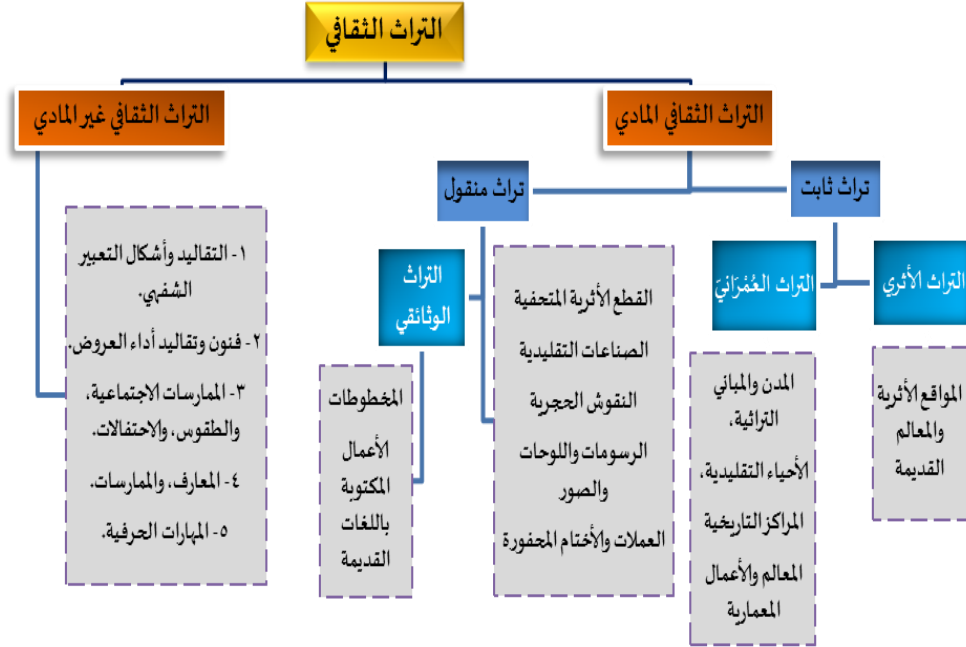 التراث الثقافي
التراث الثقافي المادي
التراث الثقافي غير المادي
تراث ثابت
تراث منقول
التراث الأثري
التراث العُمْرَانيَ
التراث
الوثائقي
المواقع الأثرية
والمعالم
القديمة
المدن والمباني
التراثية،
الأحياء التقليدية،
المراكز التاريخية
المعالم والأعمال
المعمارية
القطع الأثرية المتحفية
الصناعات التقليدية
النقوش الحجرية
الرسومات واللوحات
والصور
العملات والأختام المحفورة
المخطوطات
الأعمال
المكتوبة
باللغات
القديمة
١- التقاليد وأشكال التعبير
الشفهي.
٢- فنون وتقاليد أداء العروض.
٣- الممارسات الاجتماعية،
والطقوس، والاحتفالات.
٤- المعارف، والممارسات.
٥- المهارات الحرفية.